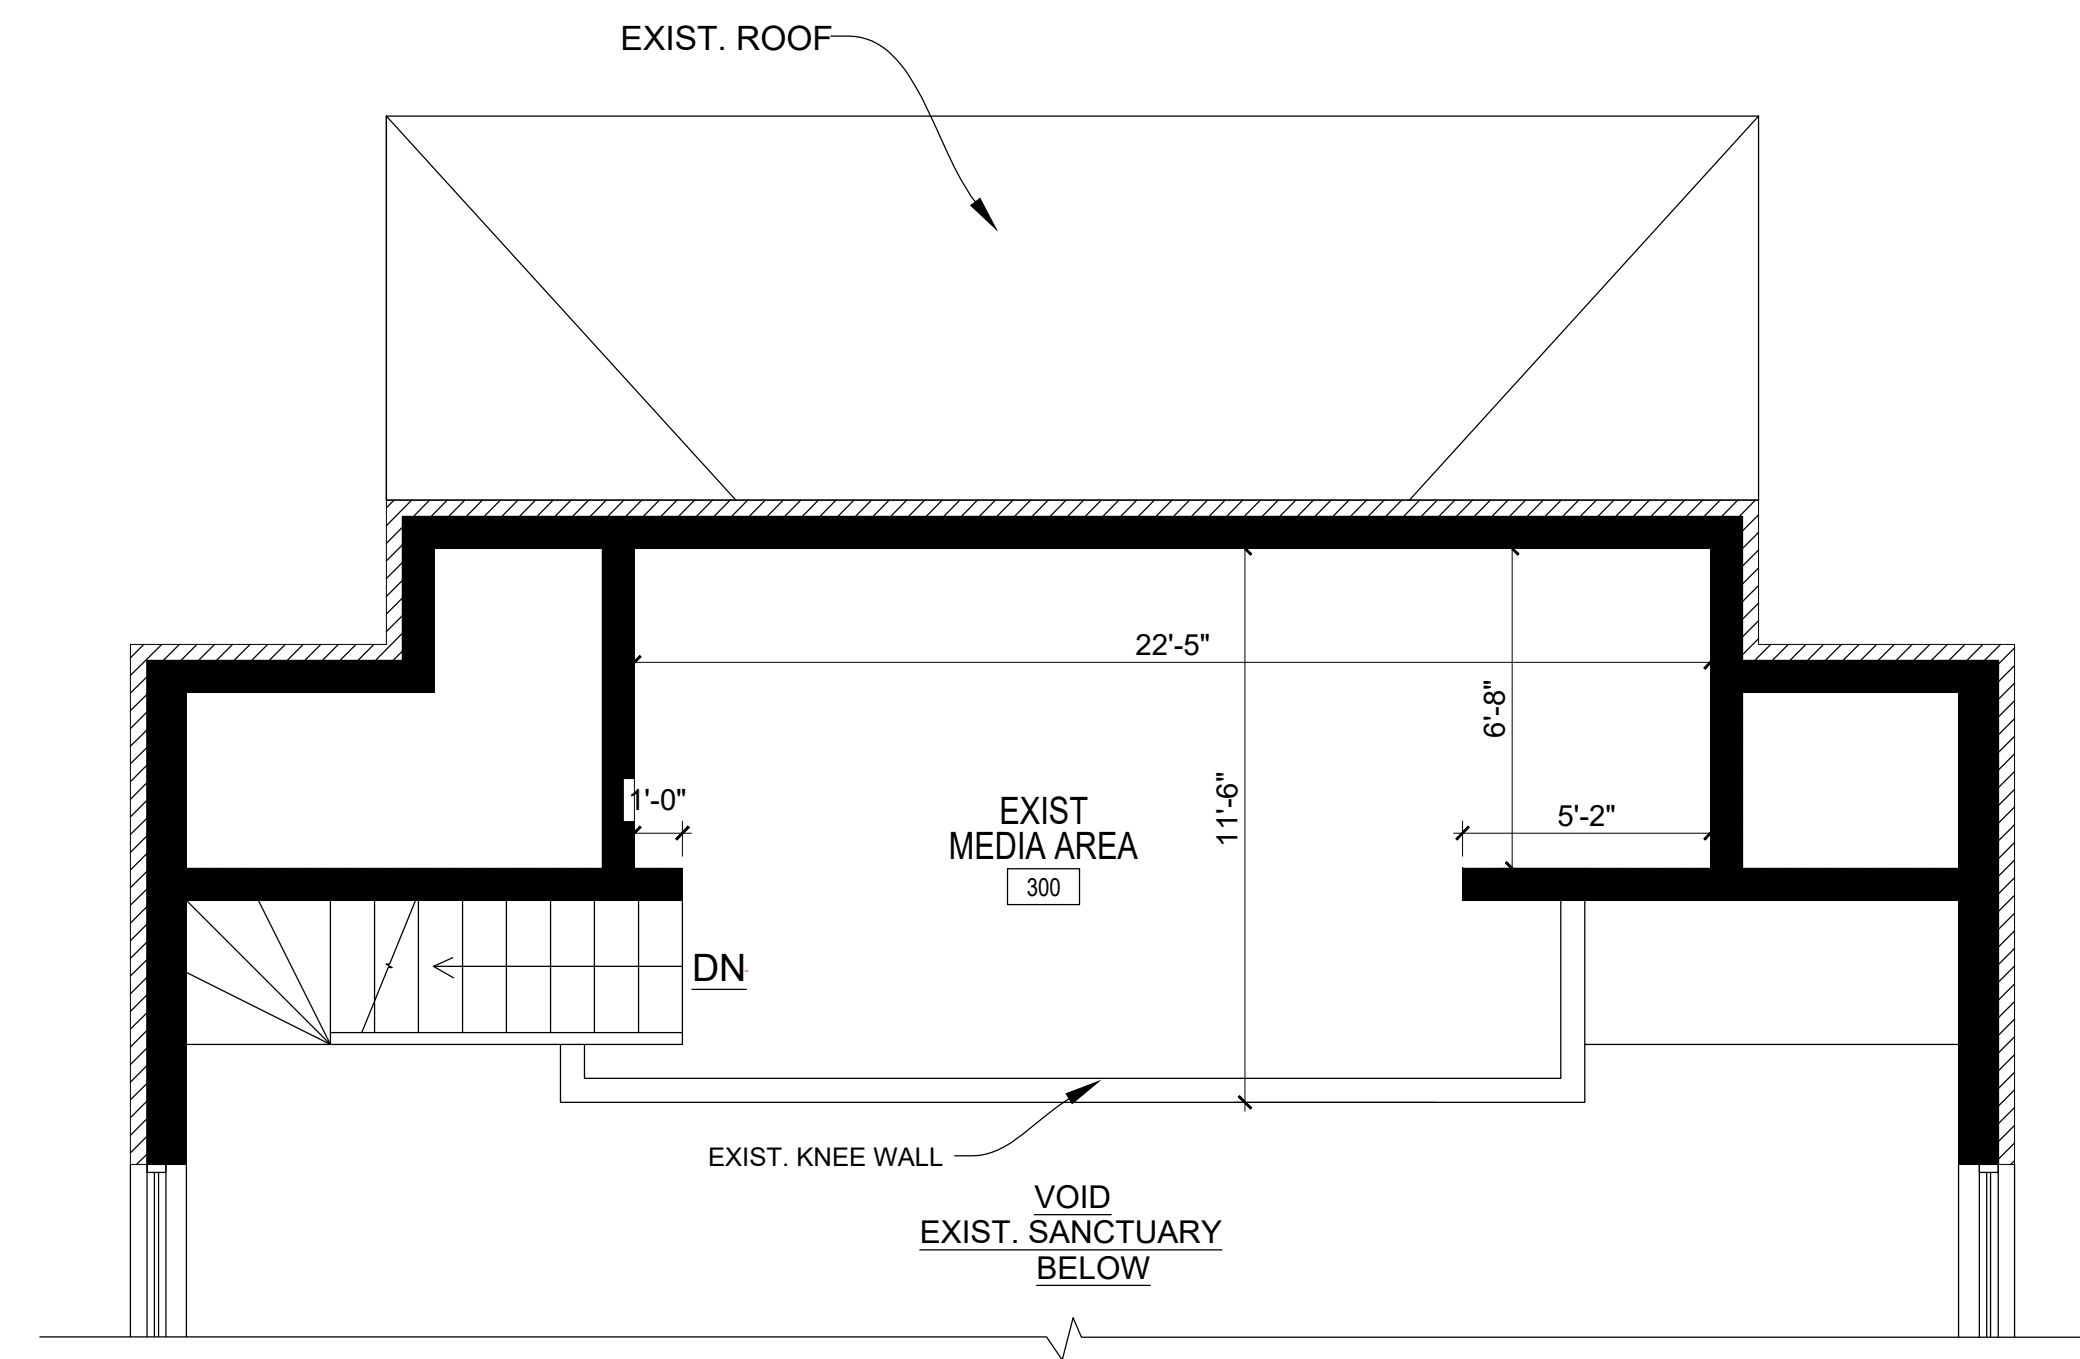 EXIST. ROOF
22'-5"
6'-8"
11'-6"
1'-0"
5'-2"
EXIST
MEDIA AREA
300
DN
EXIST. KNEE WALL
VOID
EXIST. SANCTUARY
BELOW